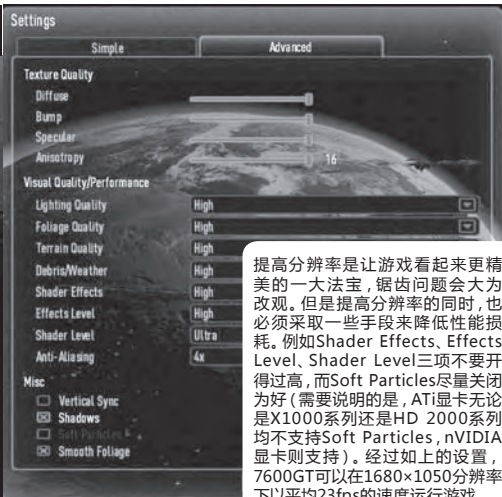 Settings
Simple
Advanced
Texture Quality
Diffuse
Bump
Specular
Anisotropy
16
Visual Quality/Performance
Lighting Quality
High
Foliage Quality
High
Terrain Quality
High
Debris/Weather
High
Shader Effects
High
Effects Level
High
Shader Level
Ultra
Anti-Aliasing
4x
Misc
Vertical Sync
Shadows
Soft Particles
Smooth Foliage
提高分辨率是让游戏看起来更精
美的一大法宝,锯齿问题会大为
改观。但是提高分辨率的同时,也
必须采取一些手段来降低性能损
耗。例如Shader Effects、Effects
Level、Shader Level三项不要开
得过高,而Soft Particles尽量关闭
为好(需要说明的是,ATi显卡无论
是X1000系列还是HD 2000系列
均不支持Soft Particles,nVIDIA
显卡则支持)。经过如上的设置,
7600GT可以在1680×1050分辨率
下以平均23fps的速度运行游戏